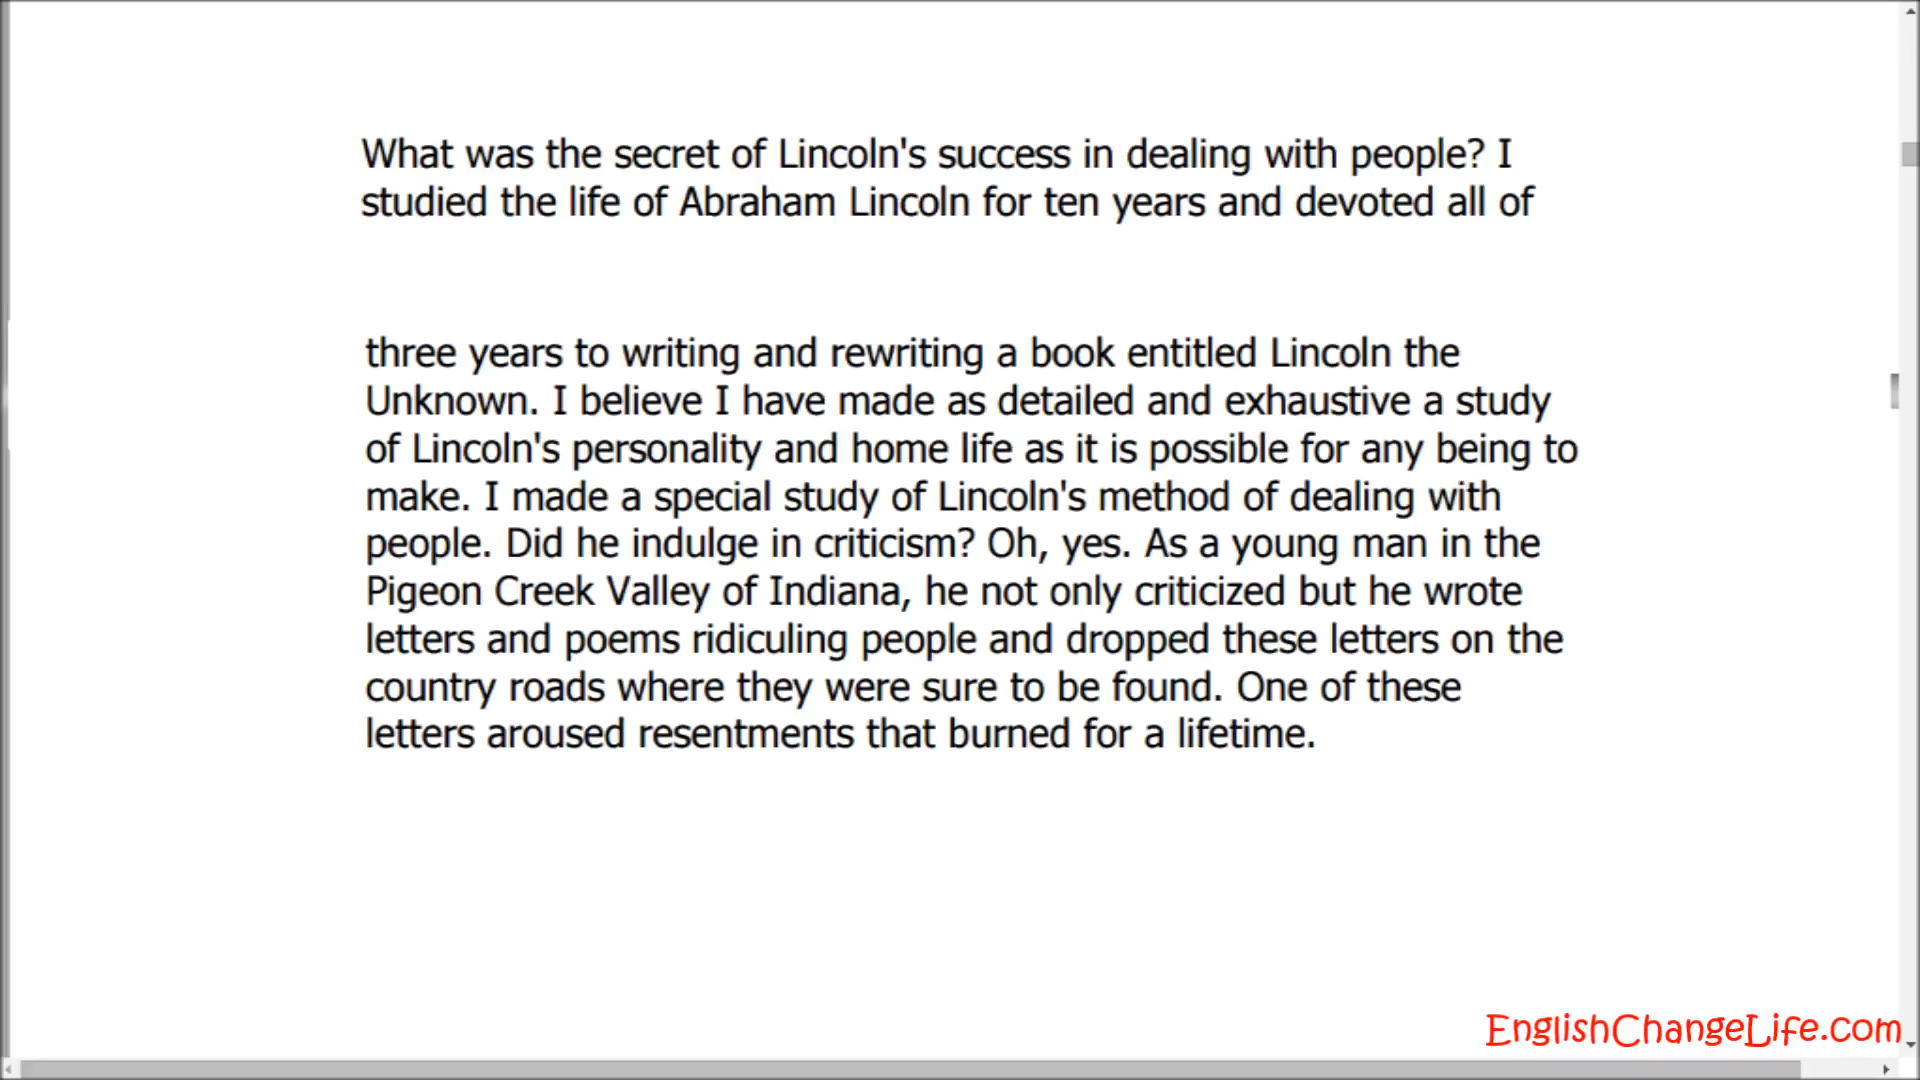 What was the secret of Lincoln's success in dealing with people? I
studied the life of Abraham Lincoln for ten years and devoted all of
three years to writing and rewriting a book entitled Lincoln the
Unknown. I believe I have made as detailed and exhaustive a study
of Lincoln's personality and home life as it is possible for any being to
make. I made a special study of Lincoln's method of dealing with
people. Did he indulge in criticism? Oh, yes. As a young man in the
Pigeon Creek Valley of Indiana, he not only criticized but he wrote
letters and poems ridiculing people and dropped these letters on the
country roads where they were sure to be found. One of these
letters aroused resentments that burned for a lifetime.
EnglishChangeLife.com